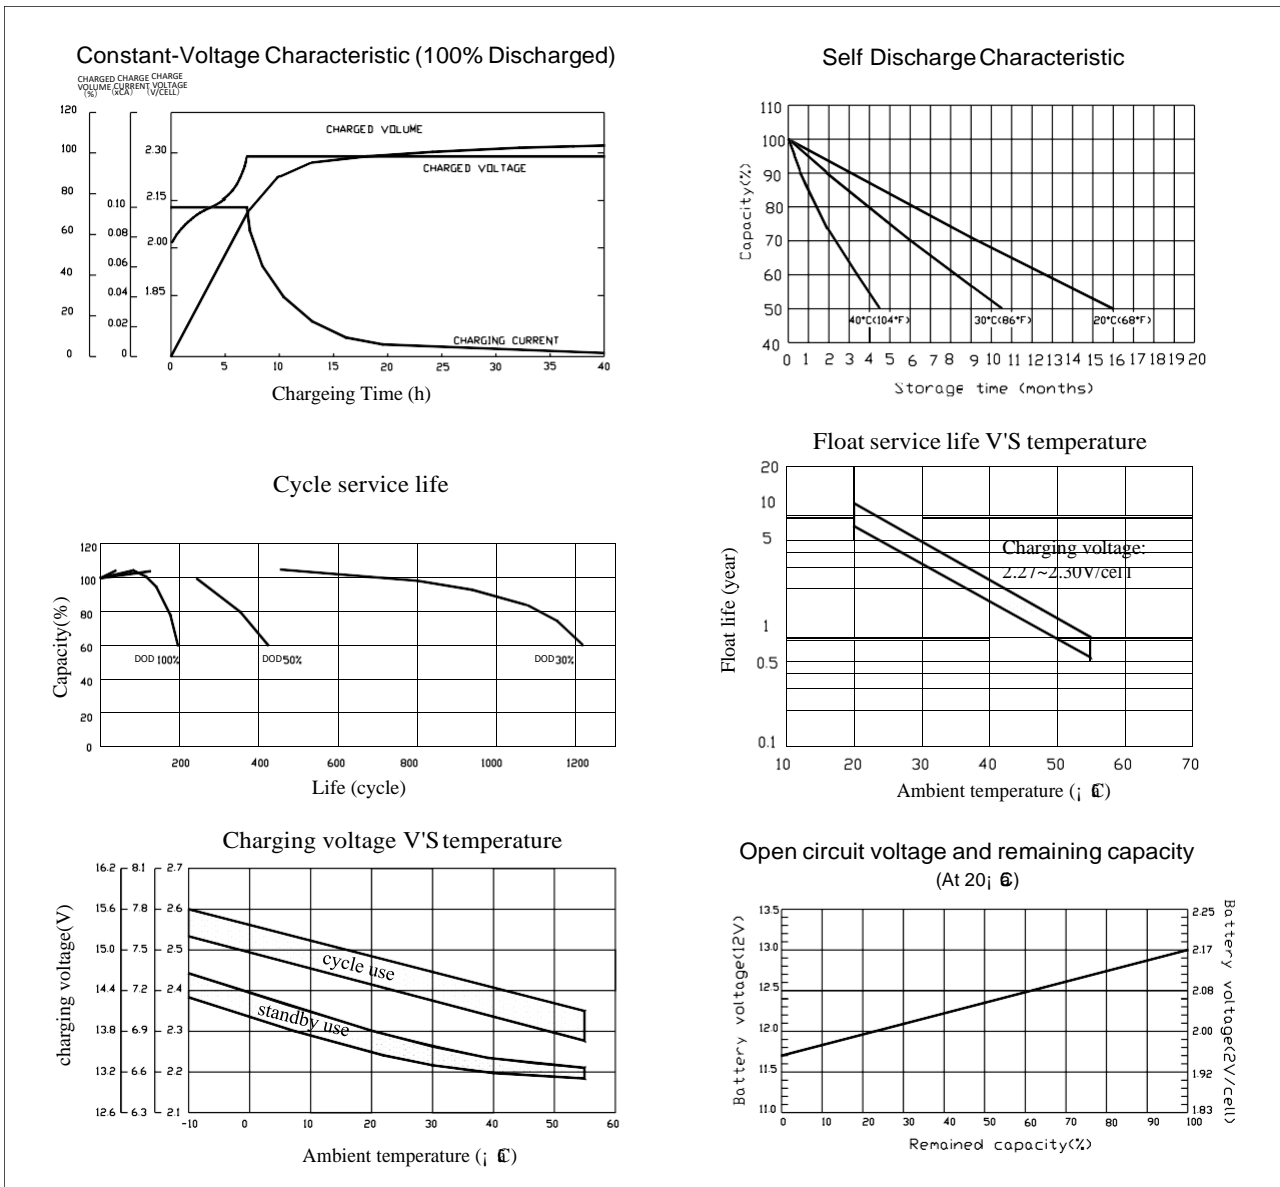 Constant-Voltage Characteristic (100% Discharged)
CHARGED CHARGE CHARGE
VOLUME CURRENT VOLTAGE
(%) (xCA) (V/CELL)
120
100
80
60
40
20
0
0.10
0.08
0.06
0.04
0.02
0
2.30
2.15
2.00
1.85
CHARGED VOLUME
CHARGED VOLTAGE
CHARGING CURRENT
0 5 10 15 20 25 30 35 40
Chargeing Time (h)
Self Discharge Characteristic
Capacity(%)
110
100
90
80
70
60
50
40
40°C(104°F) 30°C(86°F) 20°C(68°F)
0 1 2 3 4 5 6 7 8 9 10 11 12 13 14 15 16 17 18 19 20
Storage time (months)
Cycle service life
Capacity(%)
120
100
80
60
40
20
0
DOD 100% DOD 50% DOD 30%
200 400 600 800 1000 1200
Life (cycle)
Float service life V'S temperature
Float life (year)
20
10
5
1
0.5
0.1
Charging voltage:
2.27~2.30V/cell
10 20 30 40 50 60 70
Ambient temperature (¡ C)
Charging voltage V'S temperature
charging voltage(V)
16.2 8.1 2.7
15.6 7.8 2.6
15.0 7.5 2.5
14.4 7.2 2.4
13.8 6.9 2.3
13.2 6.6 2.2
12.6 6.3 2.1
cycle use
standby use
-10 0 10 20 30 40 50 60
Ambient temperature (¡ C)
Open circuit voltage and remaining capacity
(At 20¡ C)
Battery voltage(12V)
13.5
13.0
12.5
12.0
11.5
11.0
2.25
2.17
2.08
2.00
1.92
1.83
Battery voltage(2V/cell)
0 10 20 30 40 50 60 70 80 90 100
Remained capacity(%)